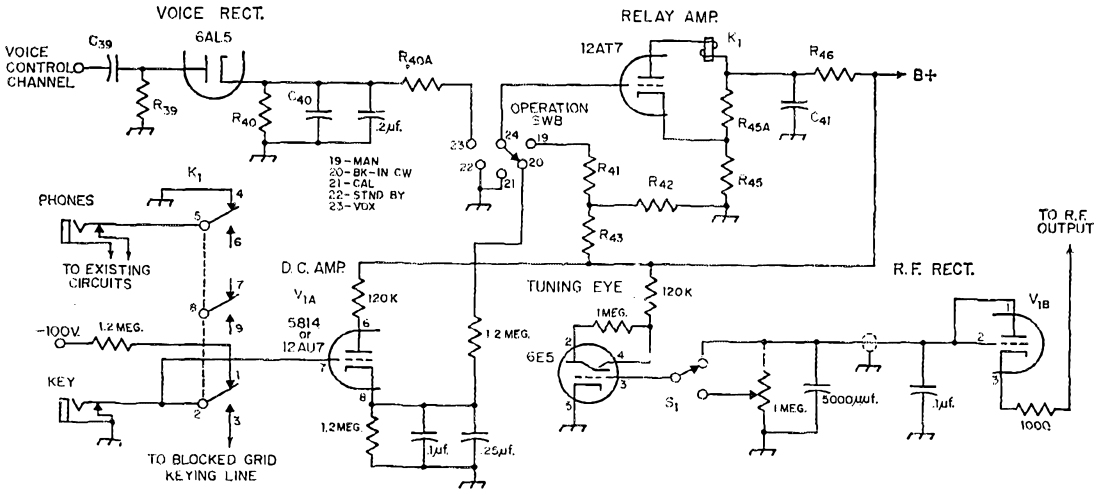 VOICE RECT.
6AL5
VOICE
CONTROL
CHANNEL
C39
R39
R40
C40
.2µf.
R40A
RELAY AMP.
12AT7
K1
R46
B+
C41
R45A
R45
OPERATION
SWB
24
19
23
20
22
21
R41
R42
R43
19-MAN
20-BK-IN CW
21-CAL
22-STND BY
23-VOX
K1
PHONES
4
5
6
TO EXISTING
CIRCUITS
7
8
9
-100V.
1.2 MEG.
KEY
1
2
3
TO BLOCKED GRID
KEYING LINE
D.C. AMP.
V1A
5814
or
12AU7
120K
6
7
8
1.2 MEG.
1.2MEG.
.1µf.
.25µf.
TUNING EYE
120K
1MEG.
6E5
2
4
3
5
S1
1 MEG.
5000µµf.
.1µf.
R.F. RECT.
V1B
1
2
3
100Ω
TO R.F.
OUTPUT